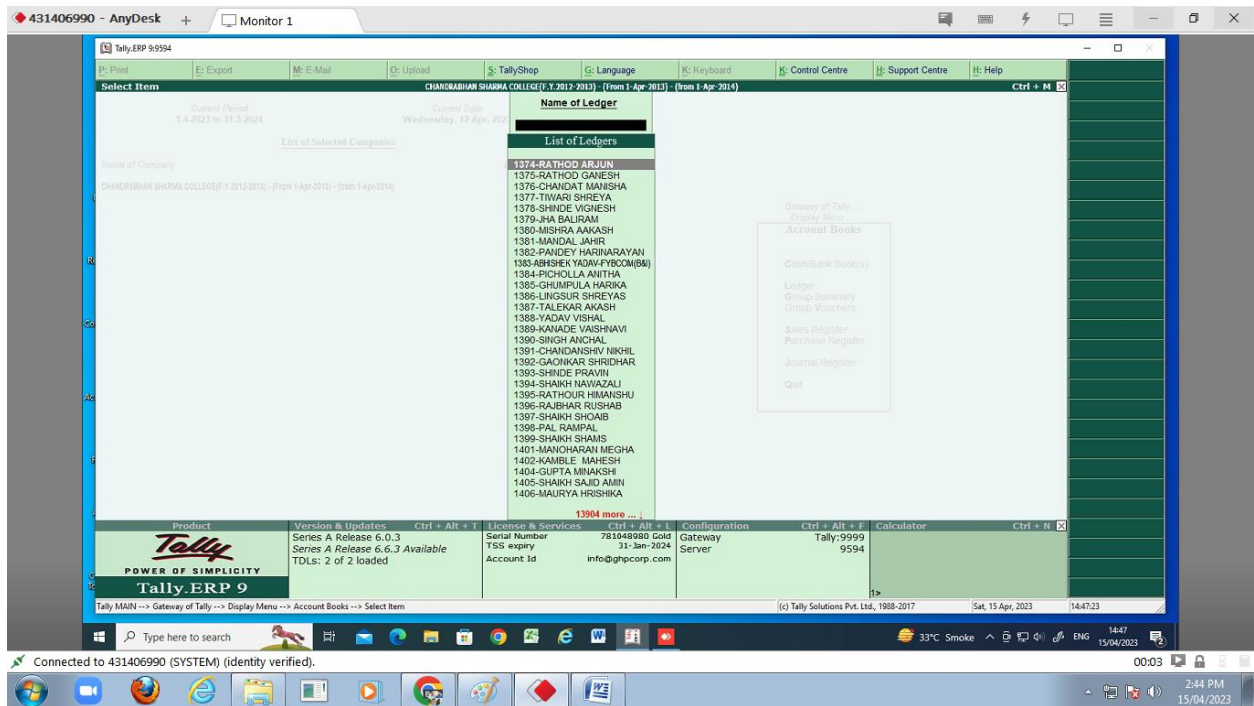 431406990 - AnyDesk
+
Monitor 1
Tally.ERP 9:9594
P: Print E: Export M: E-Mail O: Upload S: TallyShop G: Language K: Keyboard K: Control Centre H: Support Centre H: Help
Select Item CHANDRABHAN SHARMA COLLEGE(F.Y.2012-2013) - (From 1-Apr-2013) - (from 1-Apr-2014) Ctrl + M
Current Period Current Date
1-4-2023 to 31-3-2024 Wednesday, 12 Apr, 202
List of Selected Companies
Name of Company
CHANDRABHAN SHARMA COLLEGE(F.Y.2012-2013) - (From 1-Apr-2013) - (from 1-Apr-2014)
Name of Ledger
List of Ledgers
1374-RATHOD ARJUN
1375-RATHOD GANESH
1376-CHANDAT MANISHA
1377-TIWARI SHREYA
1378-SHINDE VIGNESH
1379-JHA BALIRAM
1380-MISHRA AAKASH
1381-MANDAL JAHIR
1382-PANDEY HARINARAYAN
1383-ABHISHEK YADAV-FYBCOM(B&I)
1384-PICHOLLA ANITHA
1385-GHUMPULA HARIKA
1386-LINGSUR SHREYAS
1387-TALEKAR AKASH
1388-YADAV VISHAL
1389-KANADE VAISHNAVI
1390-SINGH ANCHAL
1391-CHANDANSHIV NIKHIL
1392-GAONKAR SHRIDHAR
1393-SHINDE PRAVIN
1394-SHAIKH NAWAZALI
1395-RATHOUR HIMANSHU
1396-RAJBHAR RUSHAB
1397-SHAIKH SHOAIB
1398-PAL RAMPAL
1399-SHAIKH SHAMS
1401-MANOHARAN MEGHA
1402-KAMBLE MAHESH
1404-GUPTA MINAKSHI
1405-SHAIKH SAJID AMIN
1406-MAURYA HRISHIKA
13904 more ... ↓
Gateway of Tally ...
Display Menu ...
Account Books
Cash/Bank Book(s)
Ledger
Group Summary
Group Vouchers
Sales Register
Purchase Register
Journal Register
Quit
Product Version & Updates Ctrl + Alt + T License & Services Ctrl + Alt + L Configuration Ctrl + Alt + F Calculator Ctrl + N
Tally
POWER OF SIMPLICITY
Tally.ERP 9
Series A Release 6.0.3
Series A Release 6.6.3 Available
TDLs: 2 of 2 loaded
Serial Number 781048980 Gold
TSS expiry 31-Jan-2024
Account Id info@ghpcorp.com
Gateway Tally:9999
Server 9594
1>
Tally MAIN --> Gateway of Tally --> Display Menu --> Account Books --> Select Item (c) Tally Solutions Pvt. Ltd., 1988-2017 Sat, 15 Apr, 2023 14:47:23
Type here to search
33°C Smoke ENG
14:47
15/04/2023
Connected to 431406990 (SYSTEM) (identity verified). 00:03
2:44 PM
15/04/2023